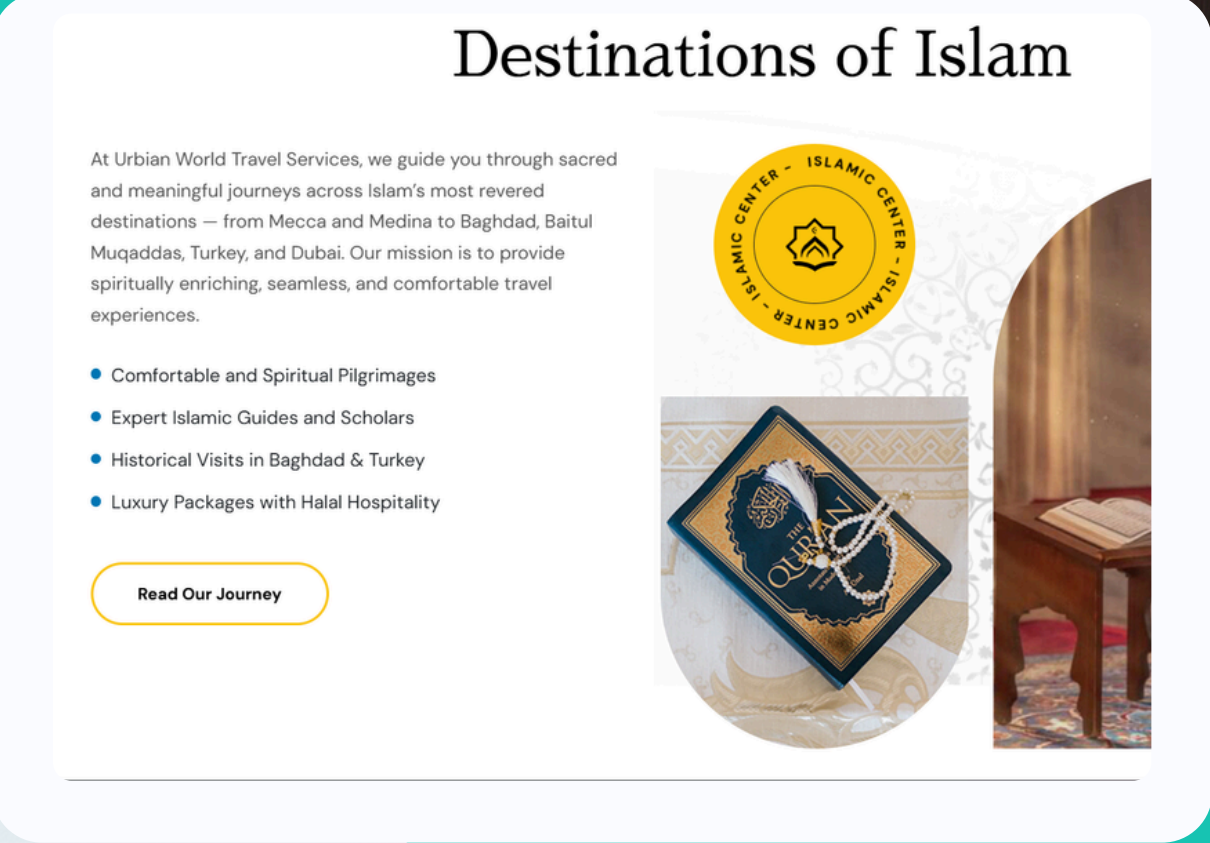 Destinations of Islam
At Urbian World Travel Services, we guide you through sacred
and meaningful journeys across Islam's most revered
destinations — from Mecca and Medina to Baghdad, Baitul
Muqaddas, Turkey, and Dubai. Our mission is to provide
spiritually enriching, seamless, and comfortable travel
experiences.
Comfortable and Spiritual Pilgrimages
Expert Islamic Guides and Scholars
Historical Visits in Baghdad & Turkey
Luxury Packages with Halal Hospitality
Read Our Journey
ISLAMIC CENTER - ISLAMIC CENTER - ISLAMIC CENTER -
THE
QURAN